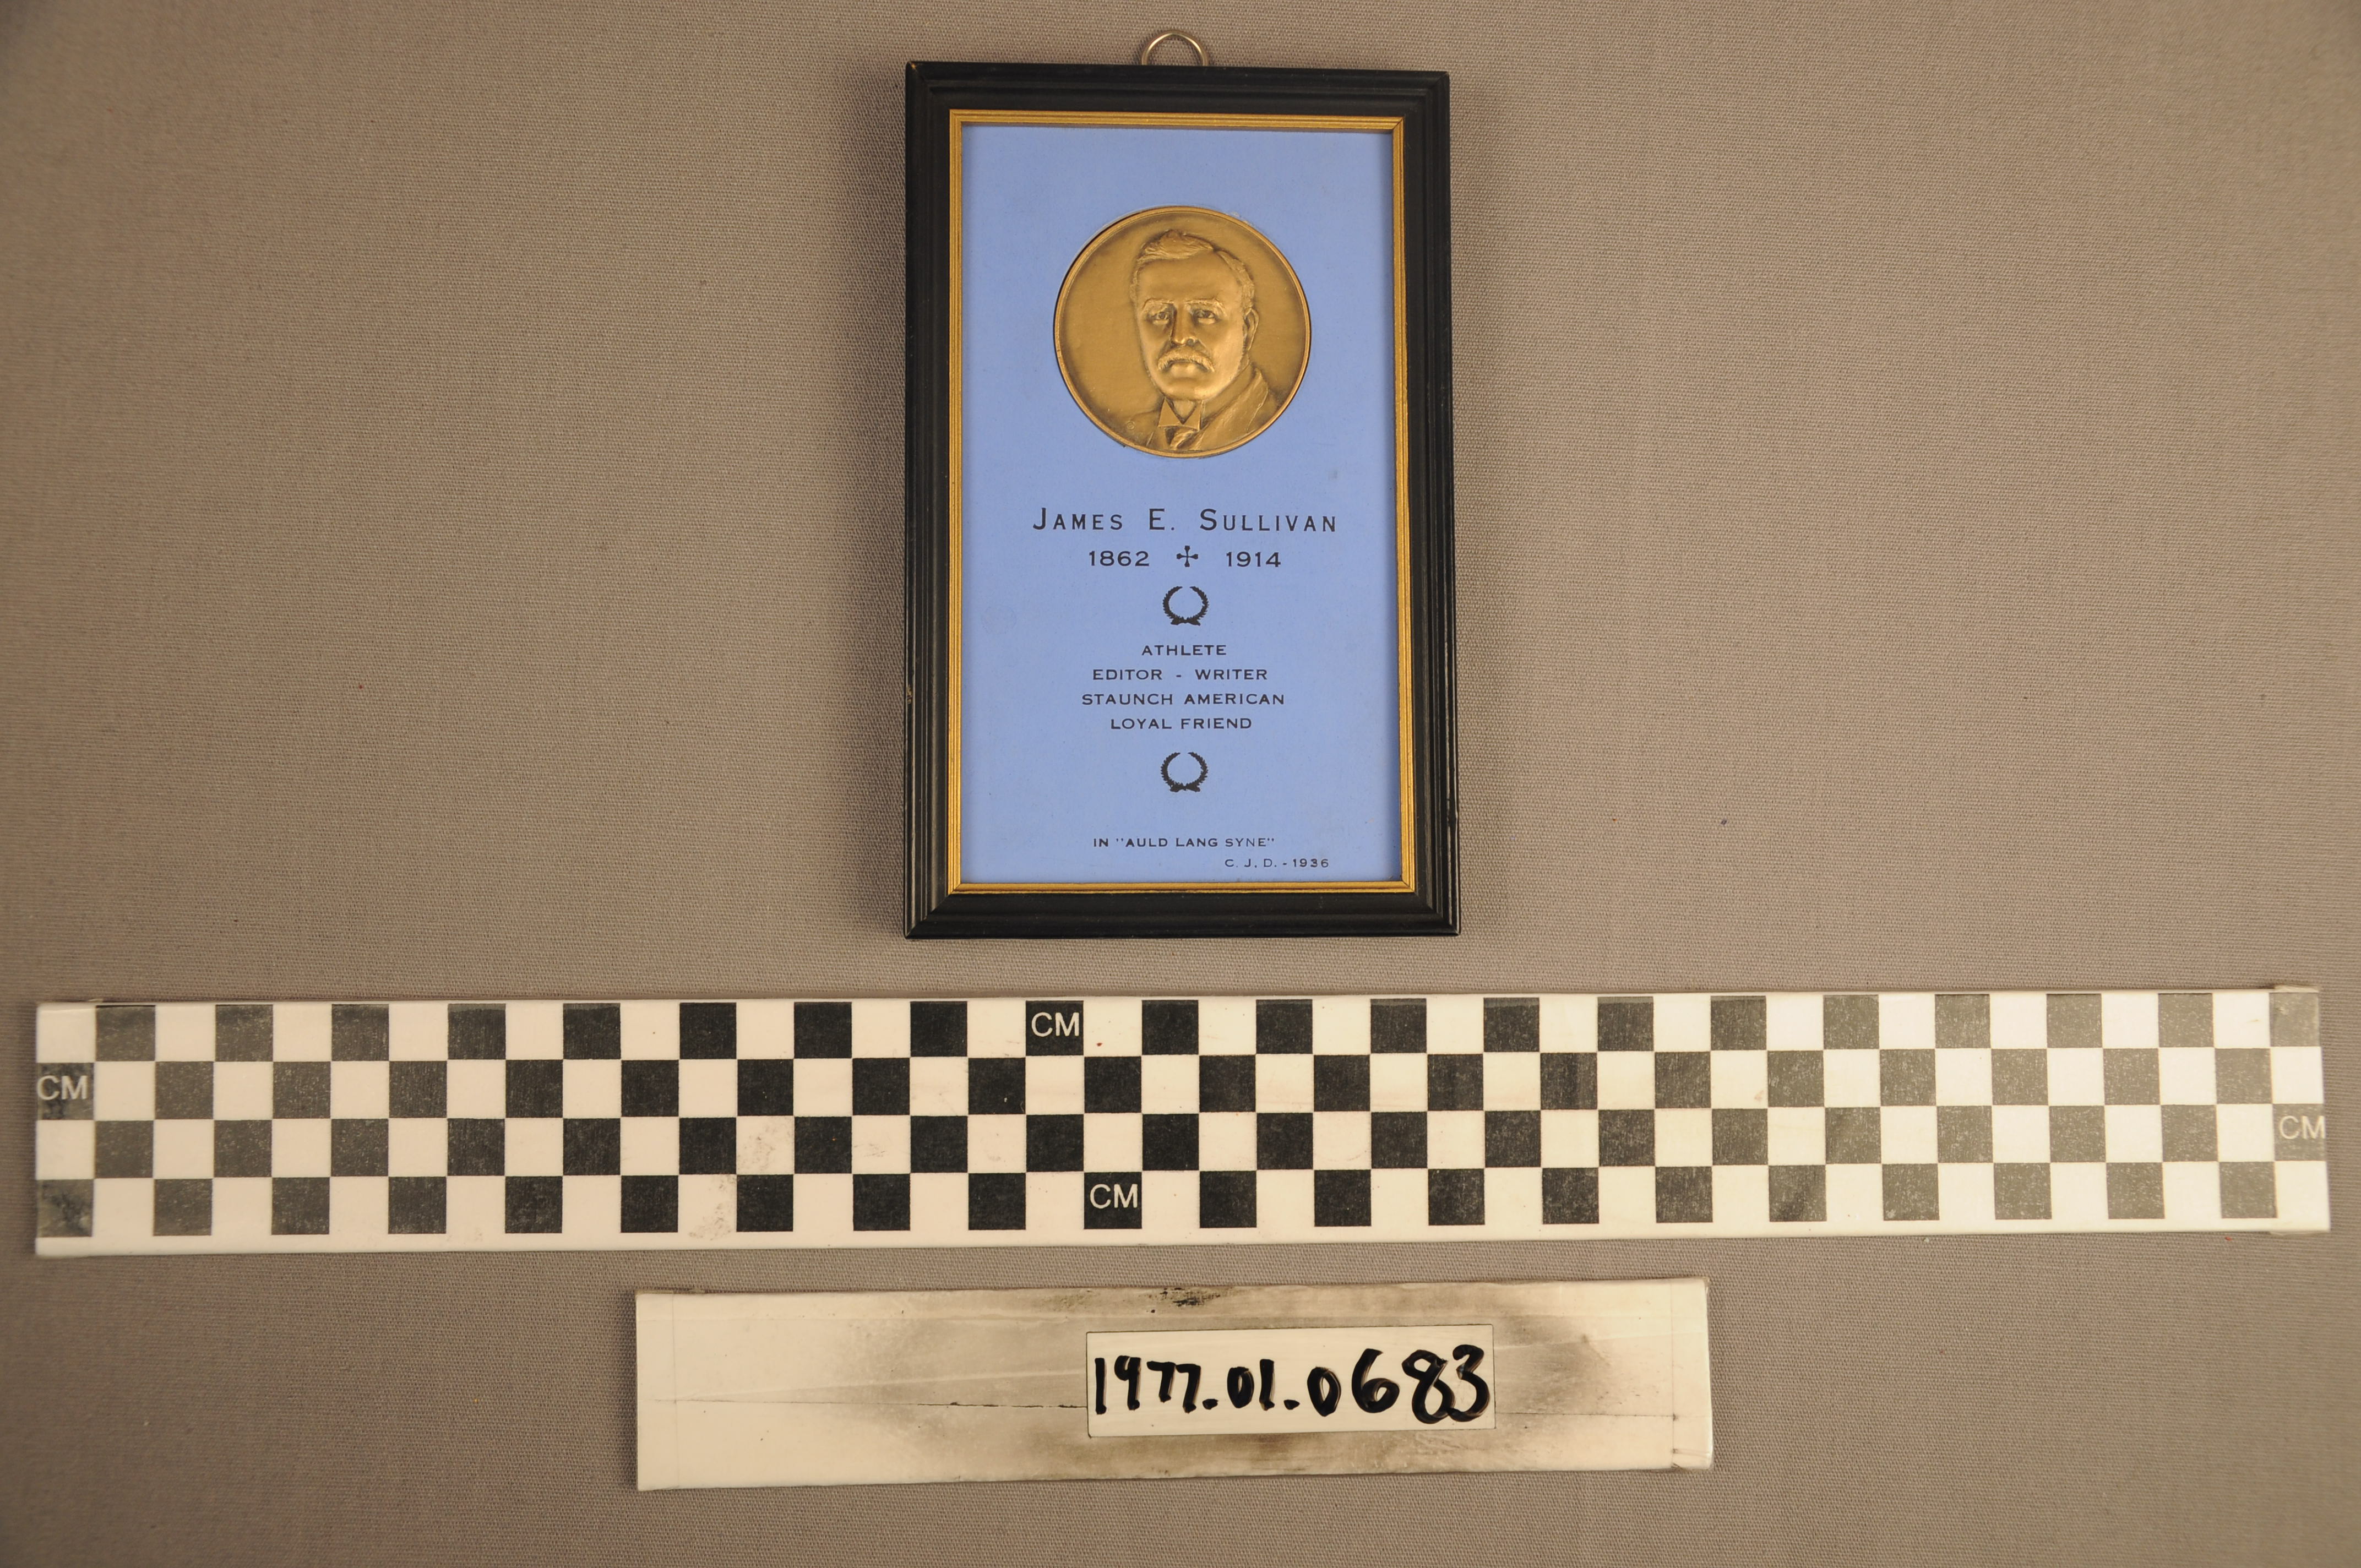 JAMES E. SULLIVAN
1862 ✢ 1914
ATHLETE
EDITOR - WRITER
STAUNCH AMERICAN
LOYAL FRIEND
IN "AULD LANG SYNE"
C. J. D. - 1936
CM
CM
CM
CM
1977.01.0683